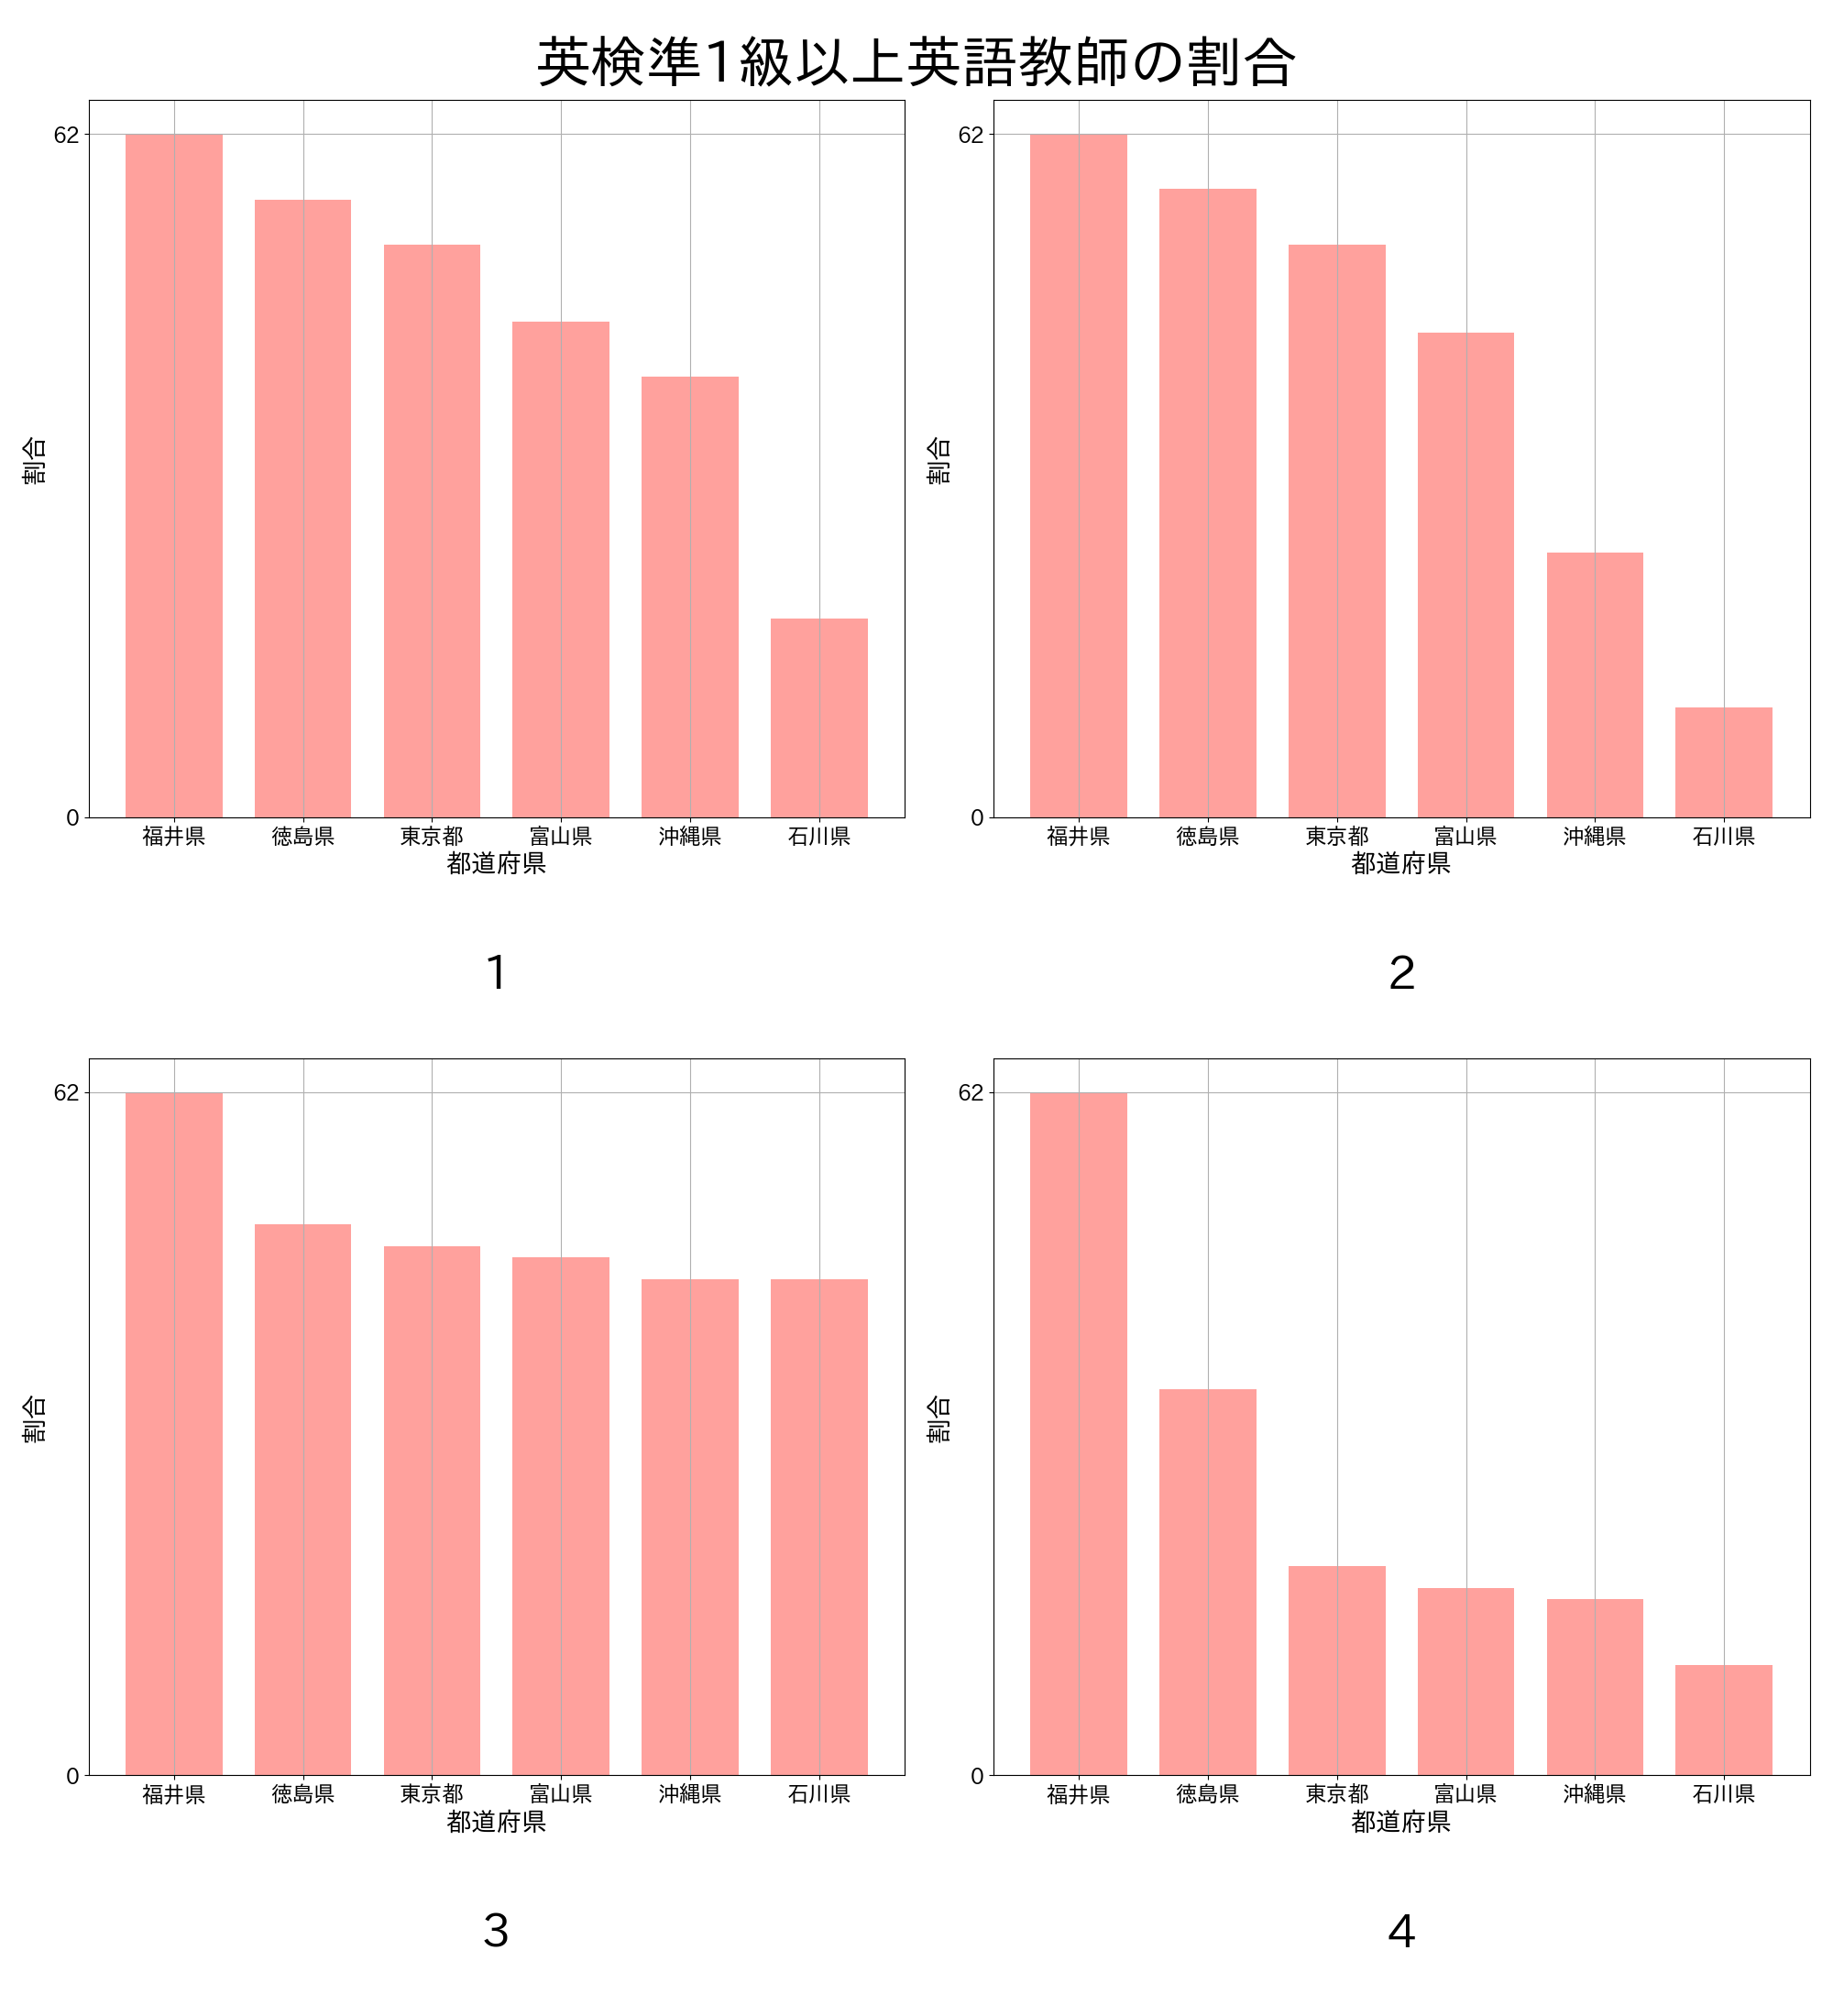 英検準1級以上英語教師の割合
62
0
割合
福井県 徳島県 東京都 富山県 沖縄県 石川県
都道府県
1
62
0
割合
福井県 徳島県 東京都 富山県 沖縄県 石川県
都道府県
2
62
0
割合
福井県 徳島県 東京都 富山県 沖縄県 石川県
都道府県
3
62
0
割合
福井県 徳島県 東京都 富山県 沖縄県 石川県
都道府県
4